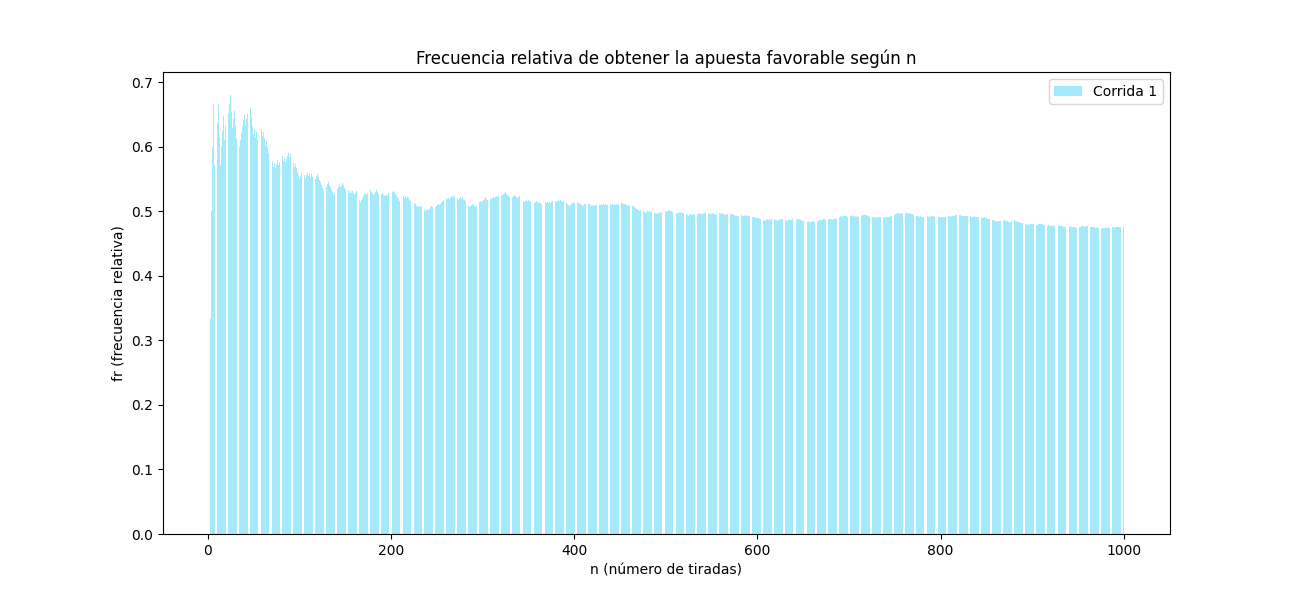 Frecuencia relativa de obtener la apuesta favorable según n
Corrida 1
fr (frecuencia relativa)
0.7
0.6
0.5
0.4
0.3
0.2
0.1
0.0
0 200 400 600 800 1000
n (número de tiradas)